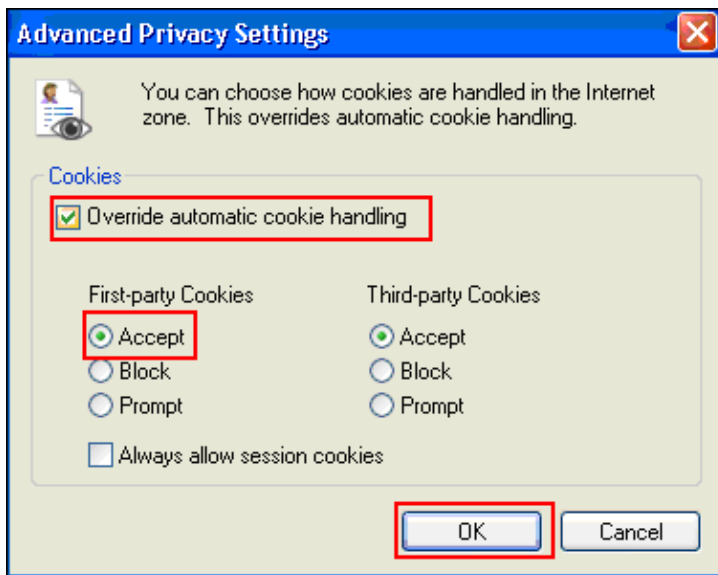 Advanced Privacy Settings
You can choose how cookies are handled in the Internet
zone. This overrides automatic cookie handling.
Cookies
Override automatic cookie handling
First-party Cookies Third-party Cookies
Accept Accept
Block Block
Prompt Prompt
Always allow session cookies
OK Cancel